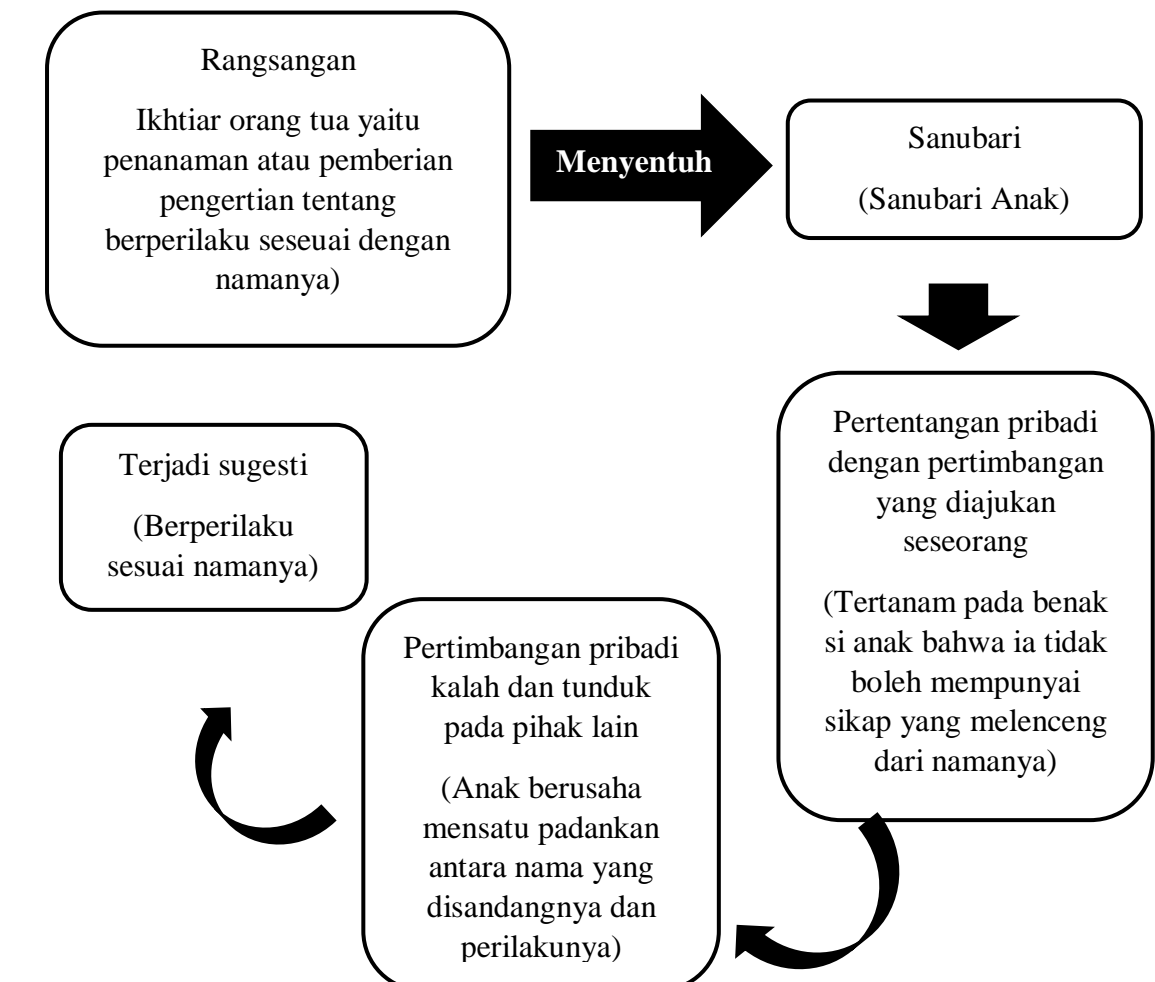 Rangsangan
Ikhtiar orang tua yaitu
penanaman atau pemberian
pengertian tentang
berperilaku seseuai dengan
namanya)
Menyentuh
Sanubari
(Sanubari Anak)
Pertentangan pribadi
dengan pertimbangan
yang diajukan
seseorang
(Tertanam pada benak
si anak bahwa ia tidak
boleh mempunyai
sikap yang melenceng
dari namanya)
Pertimbangan pribadi
kalah dan tunduk
pada pihak lain
(Anak berusaha
mensatu padankan
antara nama yang
disandangnya dan
perilakunya)
Terjadi sugesti
(Berperilaku
sesuai namanya)